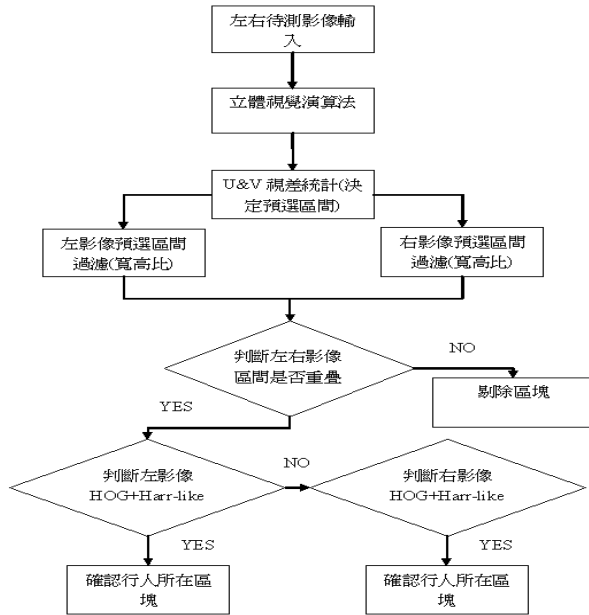 左右待測影像輸
入
立體視覺演算法
U&V 視差統計(決
定預選區間)
左影像預選區間
過濾(寬高比)
右影像預選區間
過濾(寬高比)
判斷左右影像
區間是否重疊
NO
剔除區塊
YES
判斷左影像
HOG+Harr-like
NO
判斷右影像
HOG+Harr-like
YES
YES
確認行人所在區
塊
確認行人所在區
塊